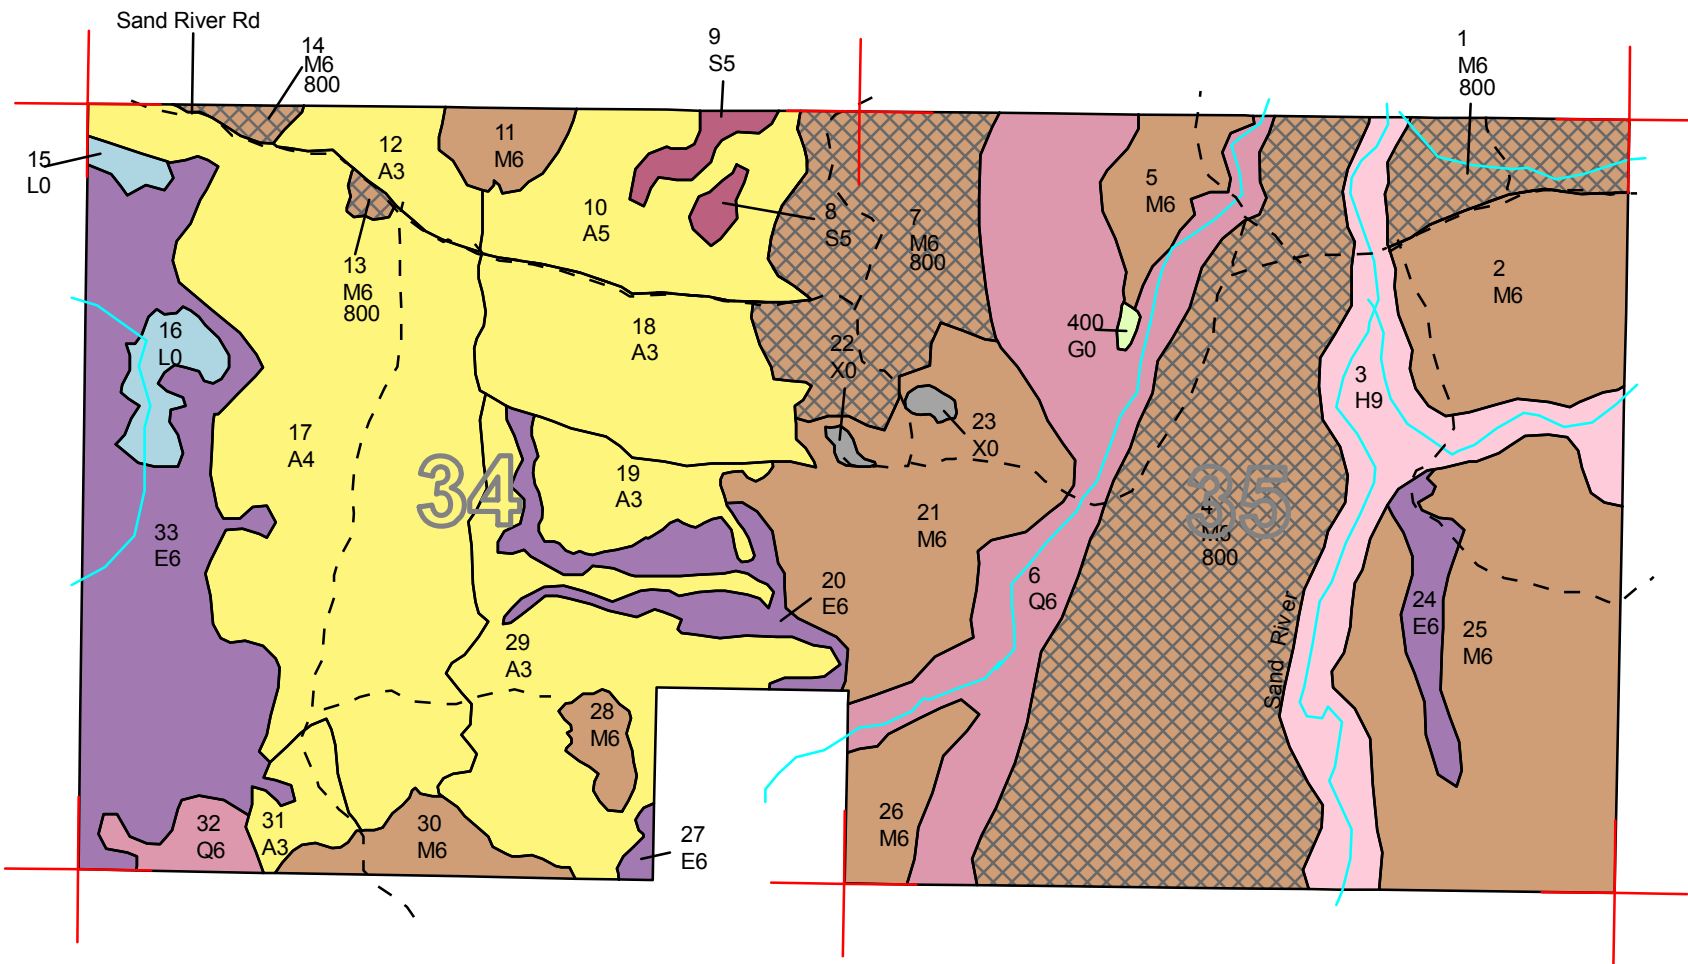 Sand River Rd
14
M6
800
9
S5
1
M6
800
15
L0
12
A3
11
M6
13
M6
800
10
A5
8
S5
7
M6
800
5
M6
2
M6
16
L0
18
A3
22
X0
400
G0
3
H9
17
A4
34
19
A3
23
X0
21
M6
35
4
M6
800
33
E6
20
E6
6
Q6
Sand River
24
E6
25
M6
29
A3
28
M6
32
Q6
31
A3
30
M6
27
E6
26
M6